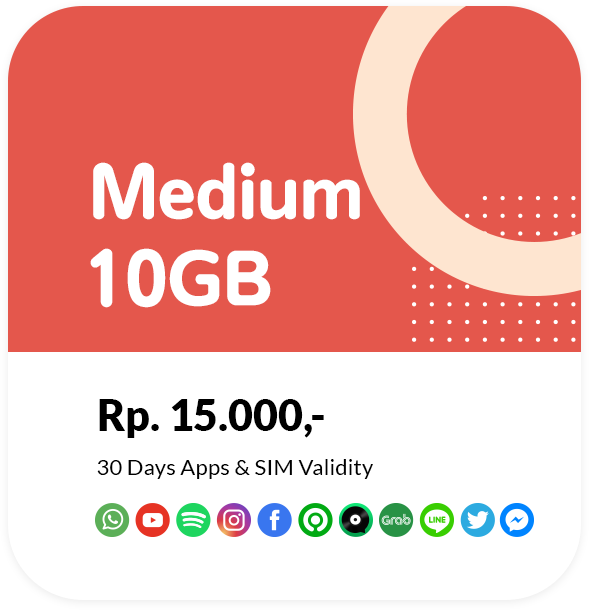 Medium
10GB
Rp. 15.000,-
30 Days Apps & SIM Validity
Grab LINE